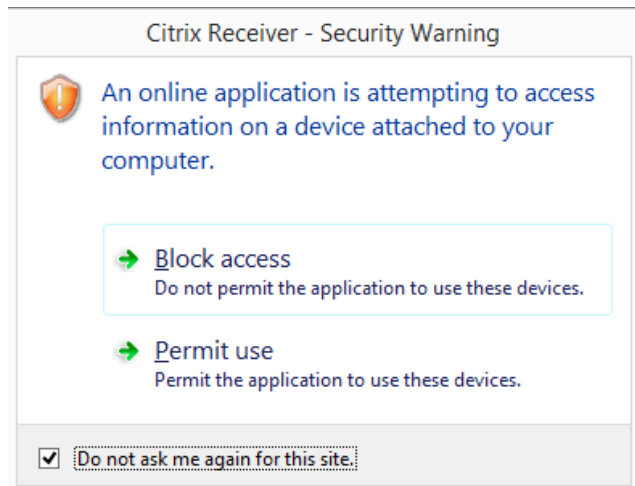 Citrix Receiver - Security Warning
An online application is attempting to access
information on a device attached to your
computer.
Block access
Do not permit the application to use these devices.
Permit use
Permit the application to use these devices.
Do not ask me again for this site.